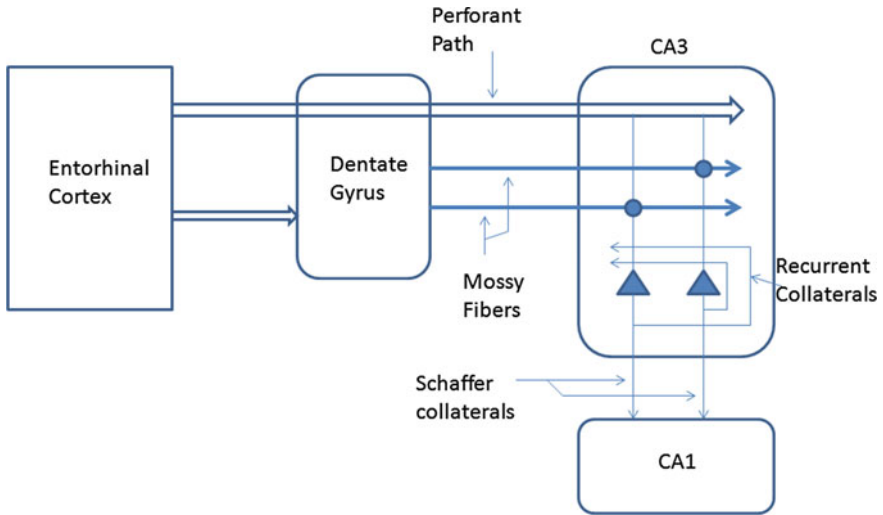 Perforant
Path
CA3
Entorhinal
Cortex
Dentate
Gyrus
Mossy
Fibers
Recurrent
Collaterals
Schaffer
collaterals
CA1